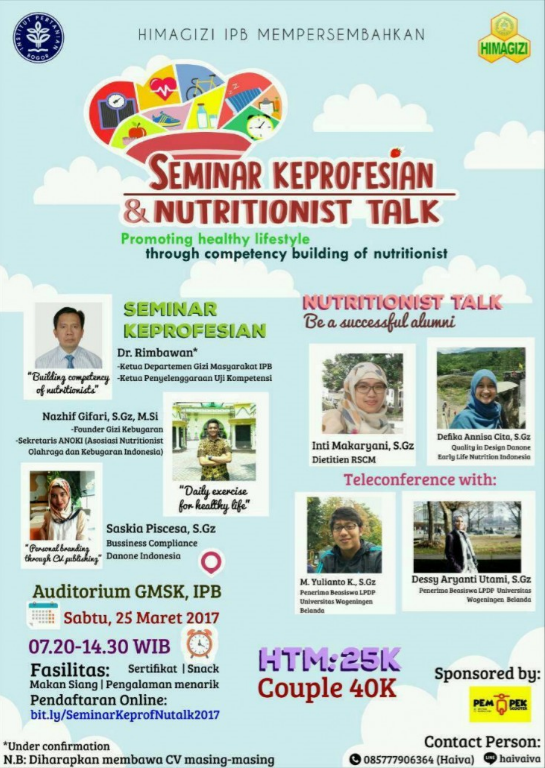 INSTITUT PERTANIAN
BOGOR
HIMAGIZI IPB MEMPERSEMBAHKAN
HIMAGIZI
SEMINAR KEPROFESIAN
& NUTRITIONIST TALK
Promoting healthy lifestyle
through competency building of nutritionist
SEMINAR
KEPROFESIAN
Dr. Rimbawan*
-Ketua Departemen Gizi Masyarakat IPB
-Ketua Penyelenggaraan Uji Kompetensi
"Building competency
of nutritionists"
Nazhif Gifari, S.Gz, M.Si
-Founder Gizi Kebugaran
-Sekretaris ANOKI (Asosiasi Nutritionist
Olahraga dan Kebugaran Indonesia)
"Daily exercise
for healthy life"
Saskia Piscesa, S.Gz
Bussiness Compliance
Danone Indonesia
"Personal branding
through CV publishing"
NUTRITIONIST TALK
Be a successful alumni
Inti Makaryani, S.Gz
Dietitien RSCM
Defika Annisa Cita, S.Gz
Quality in Design Danone
Early Life Nutrition Indonesia
Teleconference with:
M. Yulianto K., S.Gz
Penerima Beasiswa LPDP
Universitas Wageningen
Belanda
Dessy Aryanti Utami, S.Gz
Penerima Beasiswa LPDP Universitas
Wageningen Belanda
Auditorium GMSK, IPB
Sabtu, 25 Maret 2017
07.20-14.30 WIB
Fasilitas: Sertifikat | Snack
Makan Siang | Pengalaman menarik
Pendaftaran Online:
bit.ly/SeminarKeprofNutalk2017
HTM:25K
Couple 40K
Sponsored by:
PEM PEK
*Under confirmation
N.B: Diharapkan membawa CV masing-masing
Contact Person:
085777906364 (Haiva) haivaiva